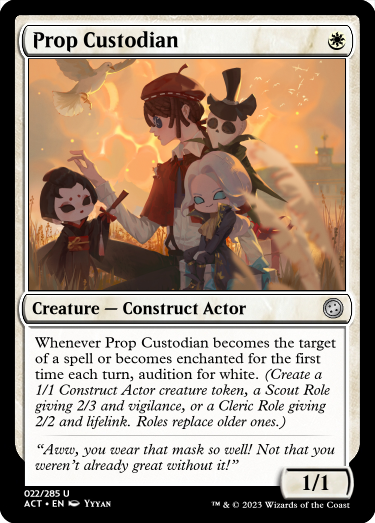 Prop Custodian
Creature — Construct Actor
Whenever Prop Custodian becomes the target
of a spell or becomes enchanted for the first
time each turn, audition for white. (Create a
1/1 Construct Actor creature token, a Scout Role
giving 2/3 and vigilance, or a Cleric Role giving
2/2 and lifelink. Roles replace older ones.)
“Aww, you wear that mask so well! Not that you
weren’t already great without it!”
1/1
022/285 U
ACT • EN Yyyan
™ & © 2023 Wizards of the Coast